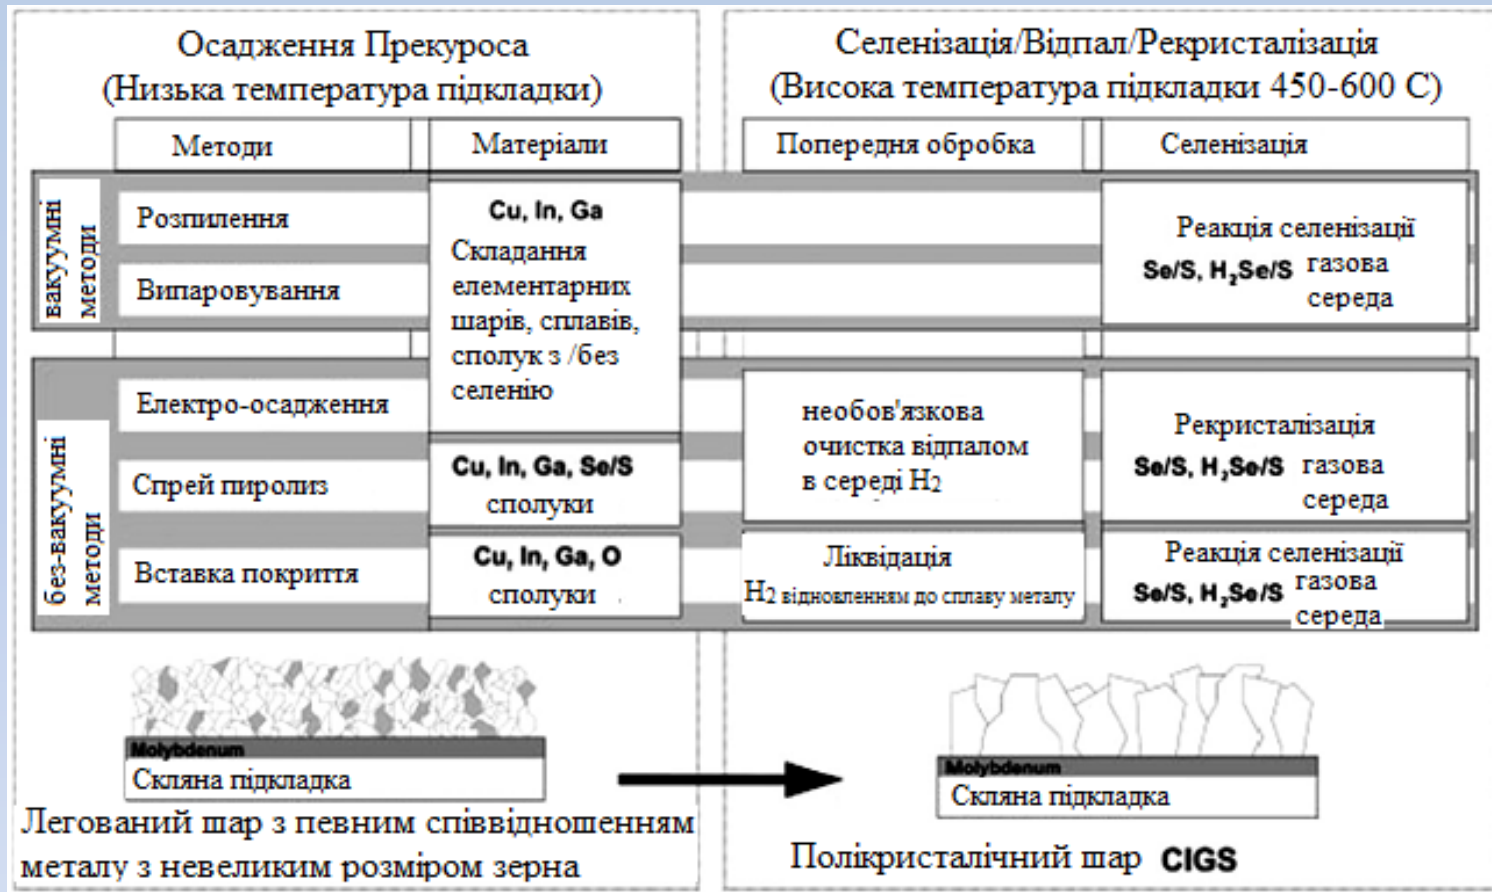 Осадження Прекуроса
(Низька температура підкладки)
Методи
Матеріали
вакуумні
методи
Розпилення
Випаровування
Cu, In, Ga
Складання
елементарних
шарів, сплавів,
сполук з /без
селенію
без-вакуумні
методи
Електро-осадження
Спрей пиролиз
Cu, In, Ga, Se/S
сполуки
Вставка покриття
Cu, In, Ga, O
сполуки
Molybdenum
Скляна підкладка
Легований шар з певним співвідношенням
металу з невеликим розміром зерна
Селенізація/Відпал/Рекристалізація
(Висока температура підкладки 450-600 С)
Попередня обробка
Селенізація
Реакція селенізації
Se/S, H₂Se/S газова
середа
необов'язкова
очистка відпалом
в середі H₂
Рекристалізація
Se/S, H₂Se/S газова
середа
Ліквідація
H₂ відновленням до сплаву металу
Реакція селенізації
Se/S, H₂Se/S газова
середа
Molybdenum
Скляна підкладка
Полікристалічний шар CIGS